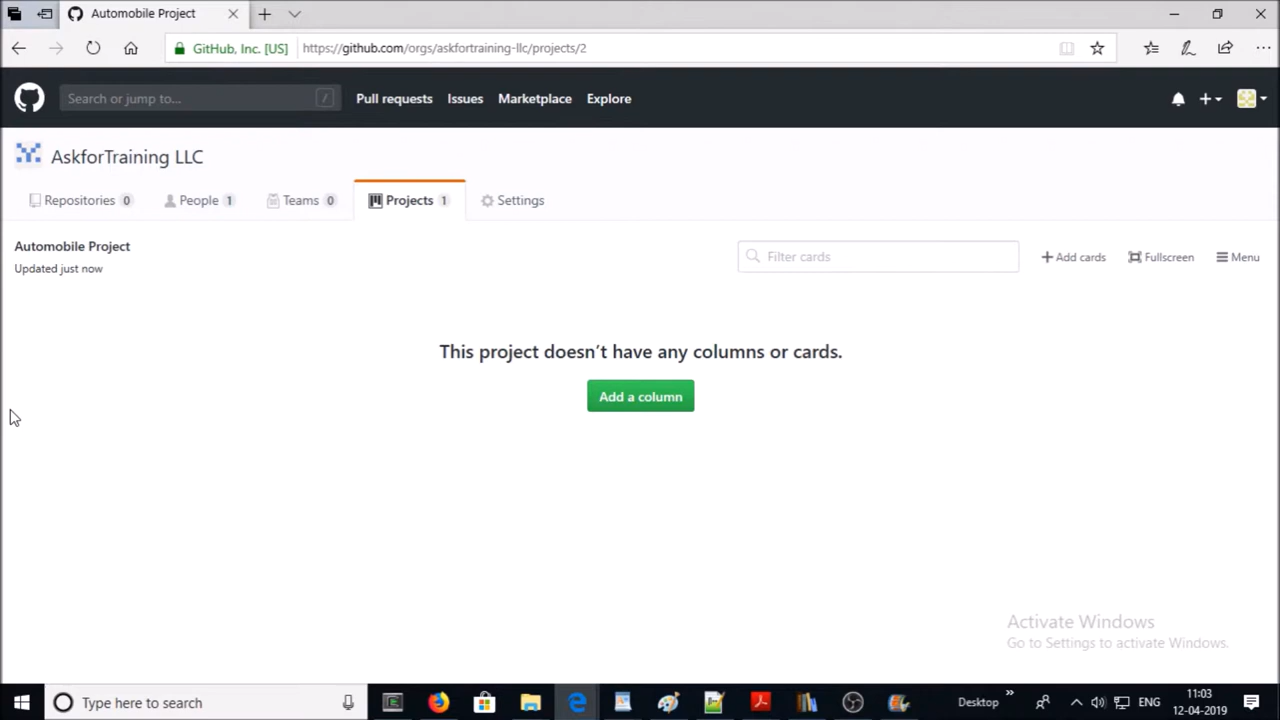 Automobile Project
GitHub, Inc. [US] https://github.com/orgs/askfortraining-llc/projects/2
Search or jump to... / Pull requests Issues Marketplace Explore
AskforTraining LLC
Repositories 0 People 1 Teams 0 Projects 1 Settings
Automobile Project
Updated just now
Filter cards Add cards Fullscreen Menu
This project doesn't have any columns or cards.
Add a column
Activate Windows
Go to Settings to activate Windows.
Type here to search Desktop » ENG 11:03
12-04-2019